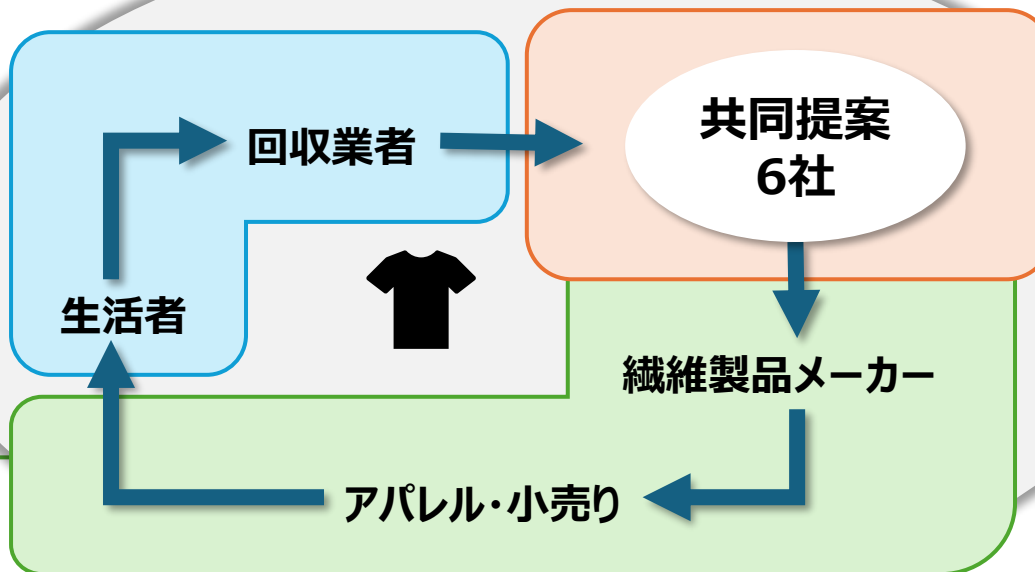 回収業者
共同提案
6社
生活者
繊維製品メーカー
アパレル・小売り